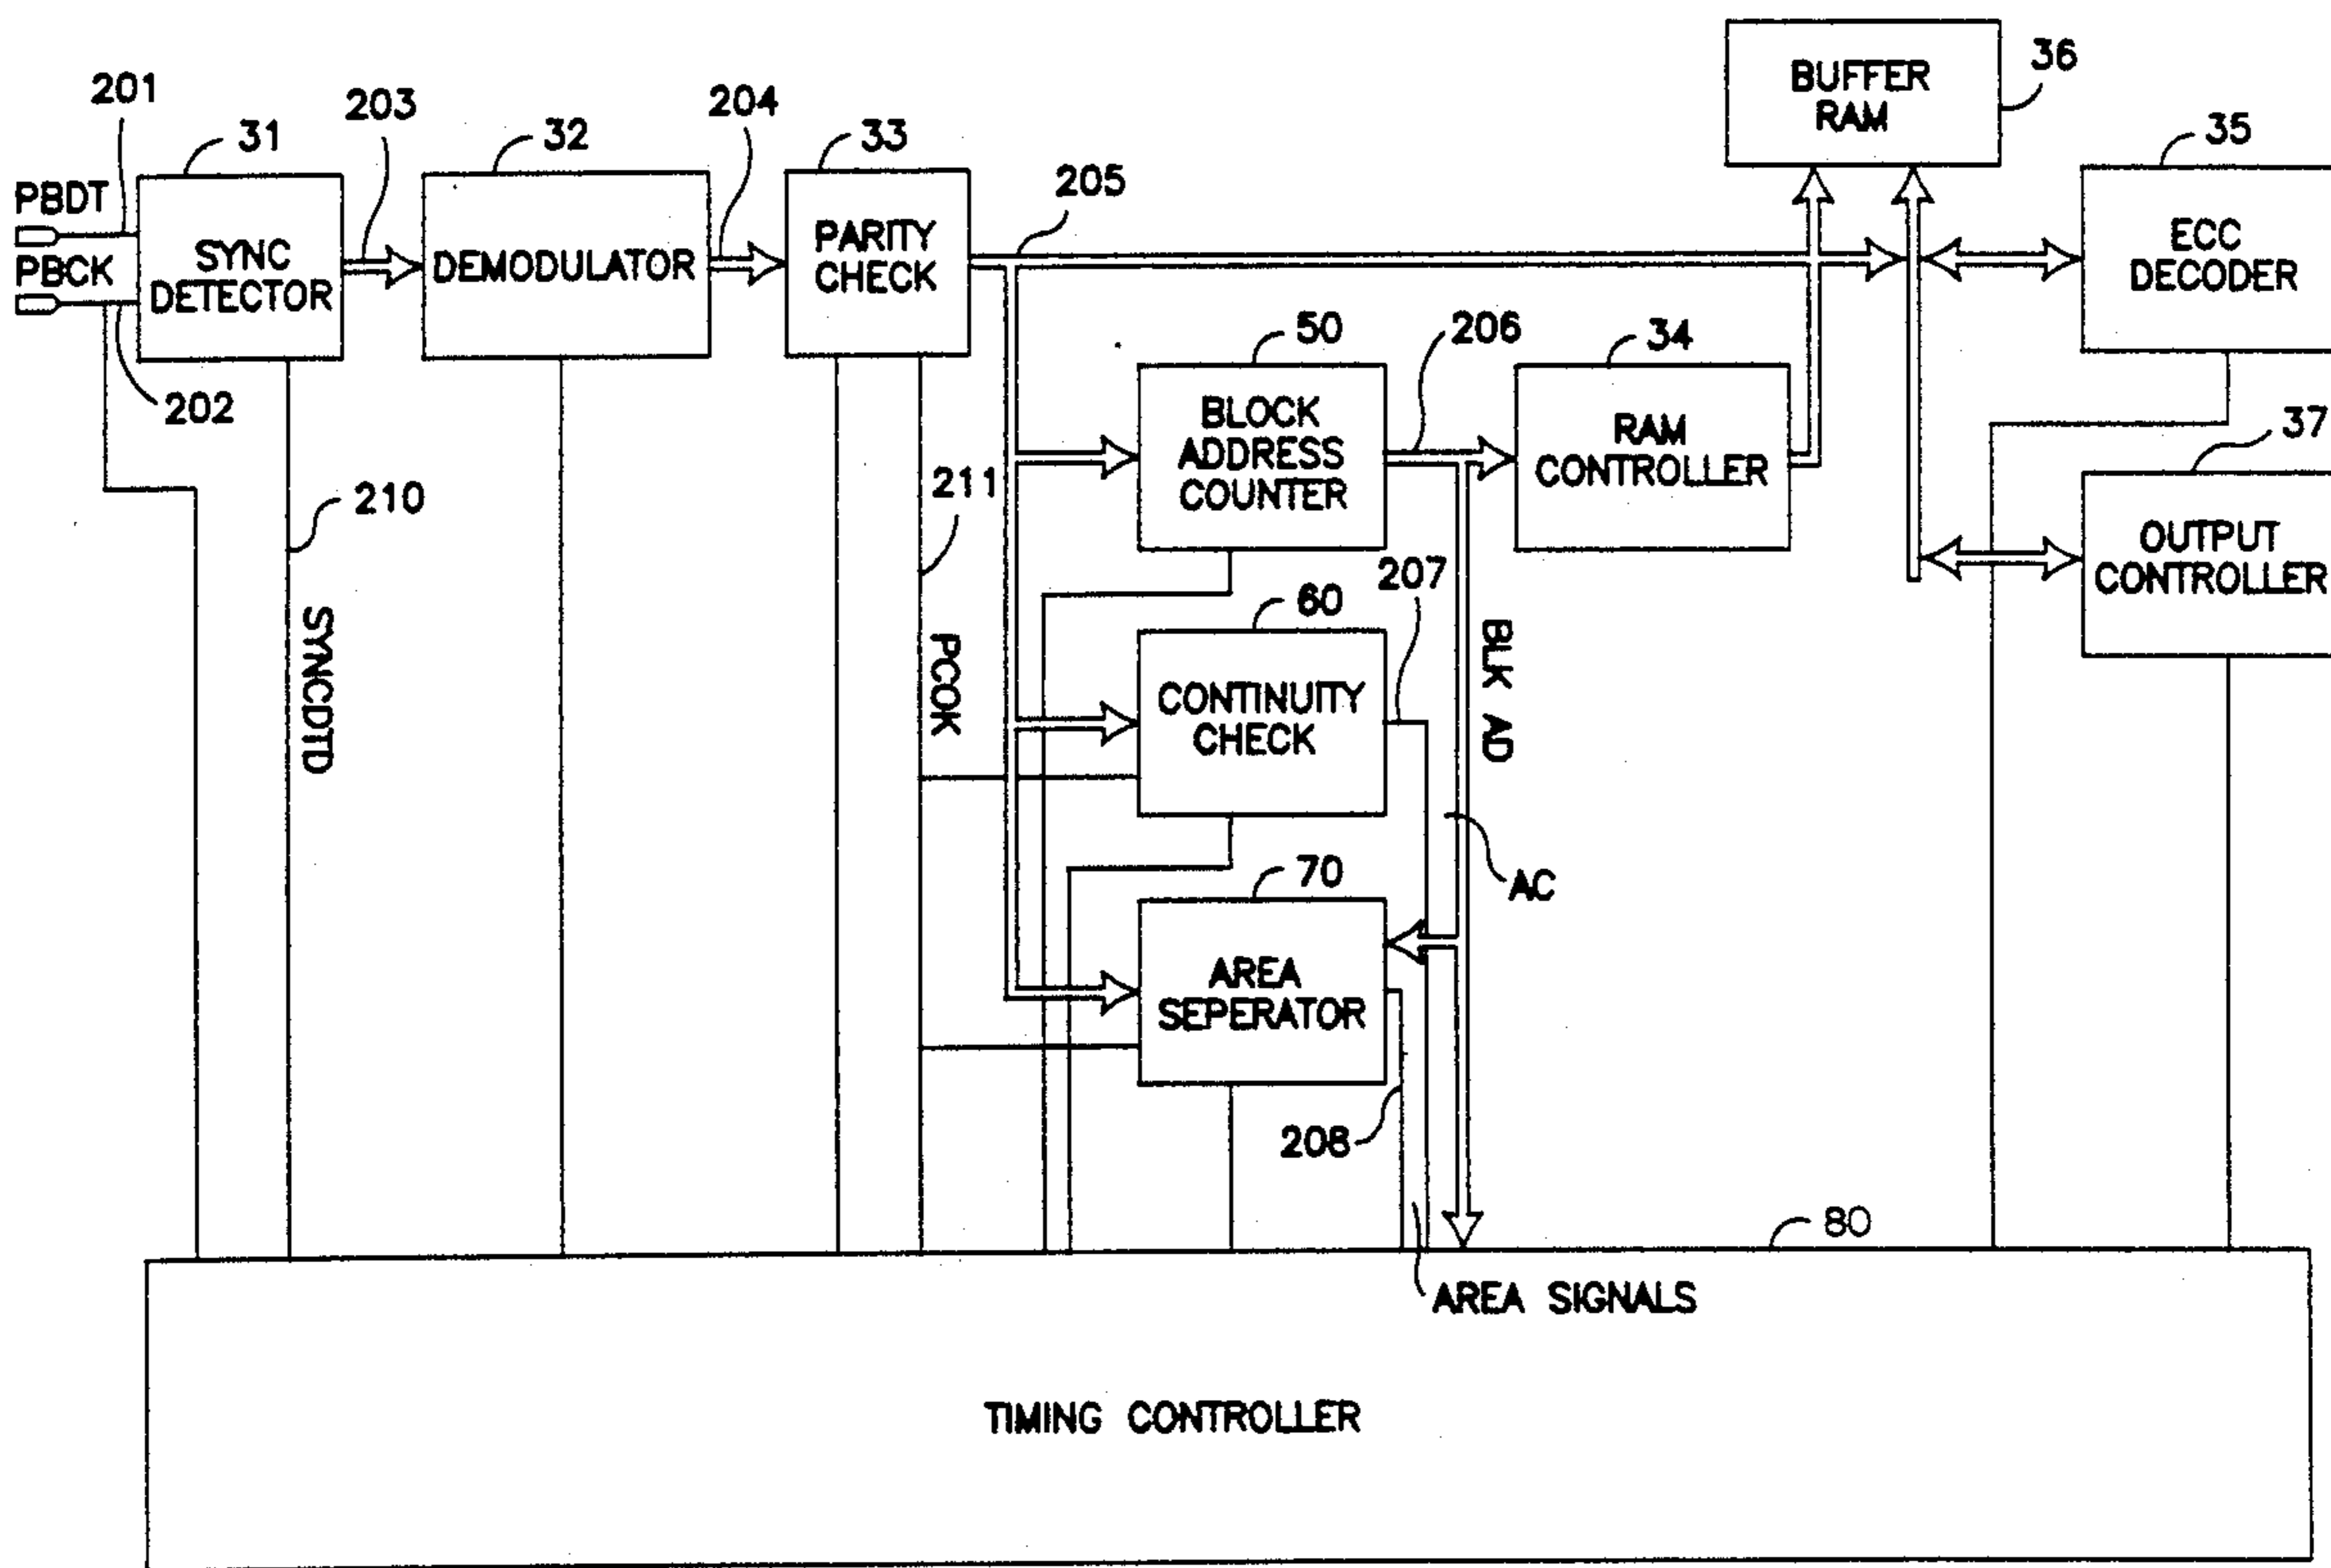 36
BUFFER
RAM
201
31
203
32
204
33
205
35
PBDT
PBCK
SYNC
DETECTOR
DEMODULATOR
PARITY
CHECK
ECC
DECODER
202
50
206
34
BLOCK
ADDRESS
COUNTER
RAM
CONTROLLER
37
OUTPUT
CONTROLLER
210
211
207
60
SYNCDTD
PCOK
CONTINUITY
CHECK
BLK AD
AC
70
AREA
SEPERATOR
208
80
AREA SIGNALS
TIMING CONTROLLER